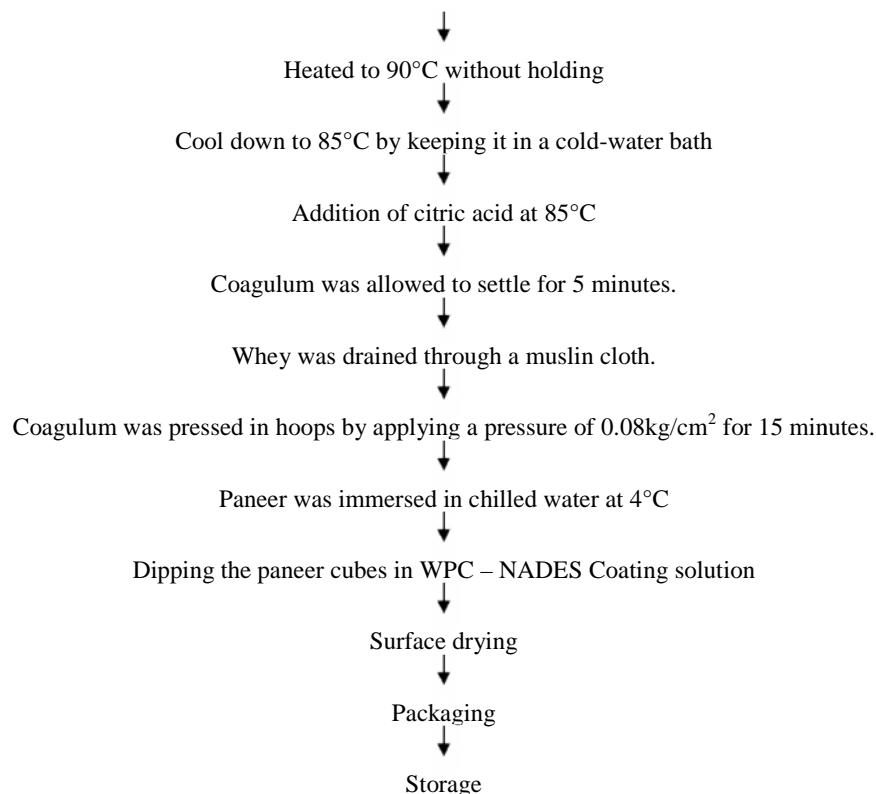 Heated to 90°C without holding
Cool down to 85°C by keeping it in a cold-water bath
Addition of citric acid at 85°C
Coagulum was allowed to settle for 5 minutes.
Whey was drained through a muslin cloth.
Coagulum was pressed in hoops by applying a pressure of 0.08kg/cm² for 15 minutes.
Paneer was immersed in chilled water at 4°C
Dipping the paneer cubes in WPC – NADES Coating solution
Surface drying
Packaging
Storage